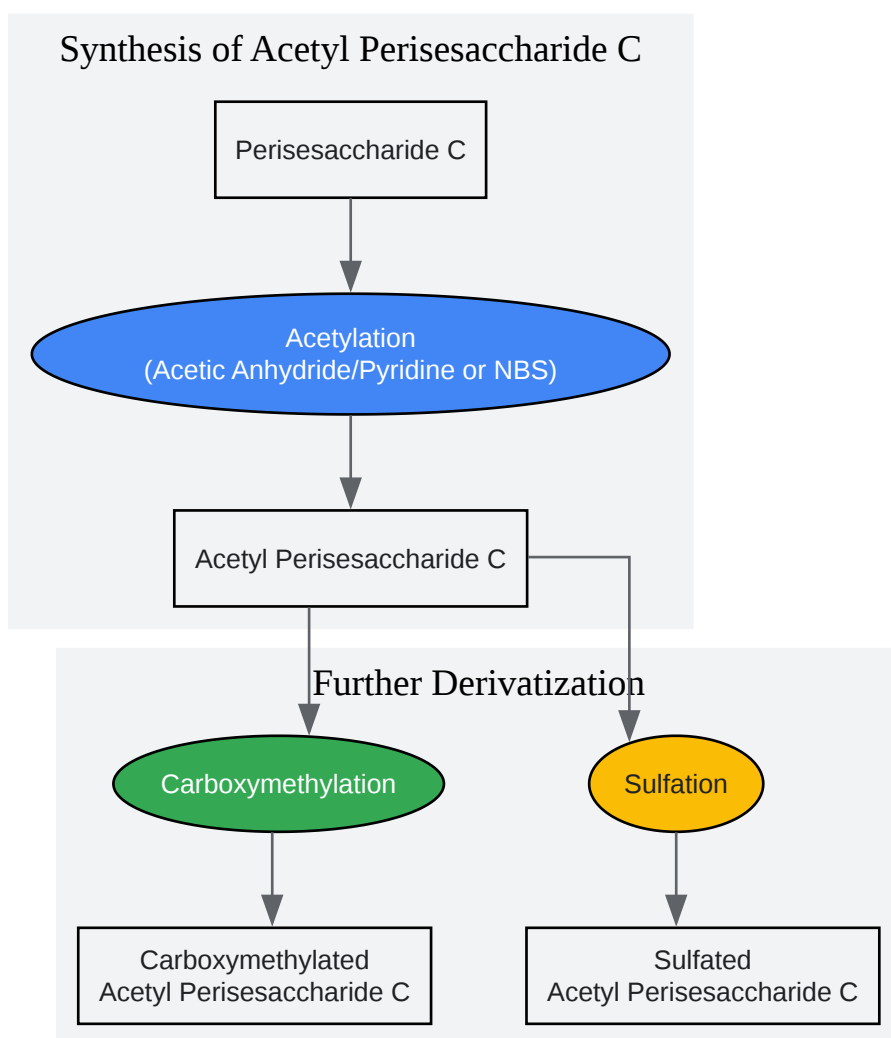 Synthesis of Acetyl Perisesaccharide C
Perisesaccharide C
Acetylation
(Acetic Anhydride/Pyridine or NBS)
Acetyl Perisesaccharide C
Further Derivatization
Carboxymethylation
Sulfation
Carboxymethylated
Acetyl Perisesaccharide C
Sulfated
Acetyl Perisesaccharide C